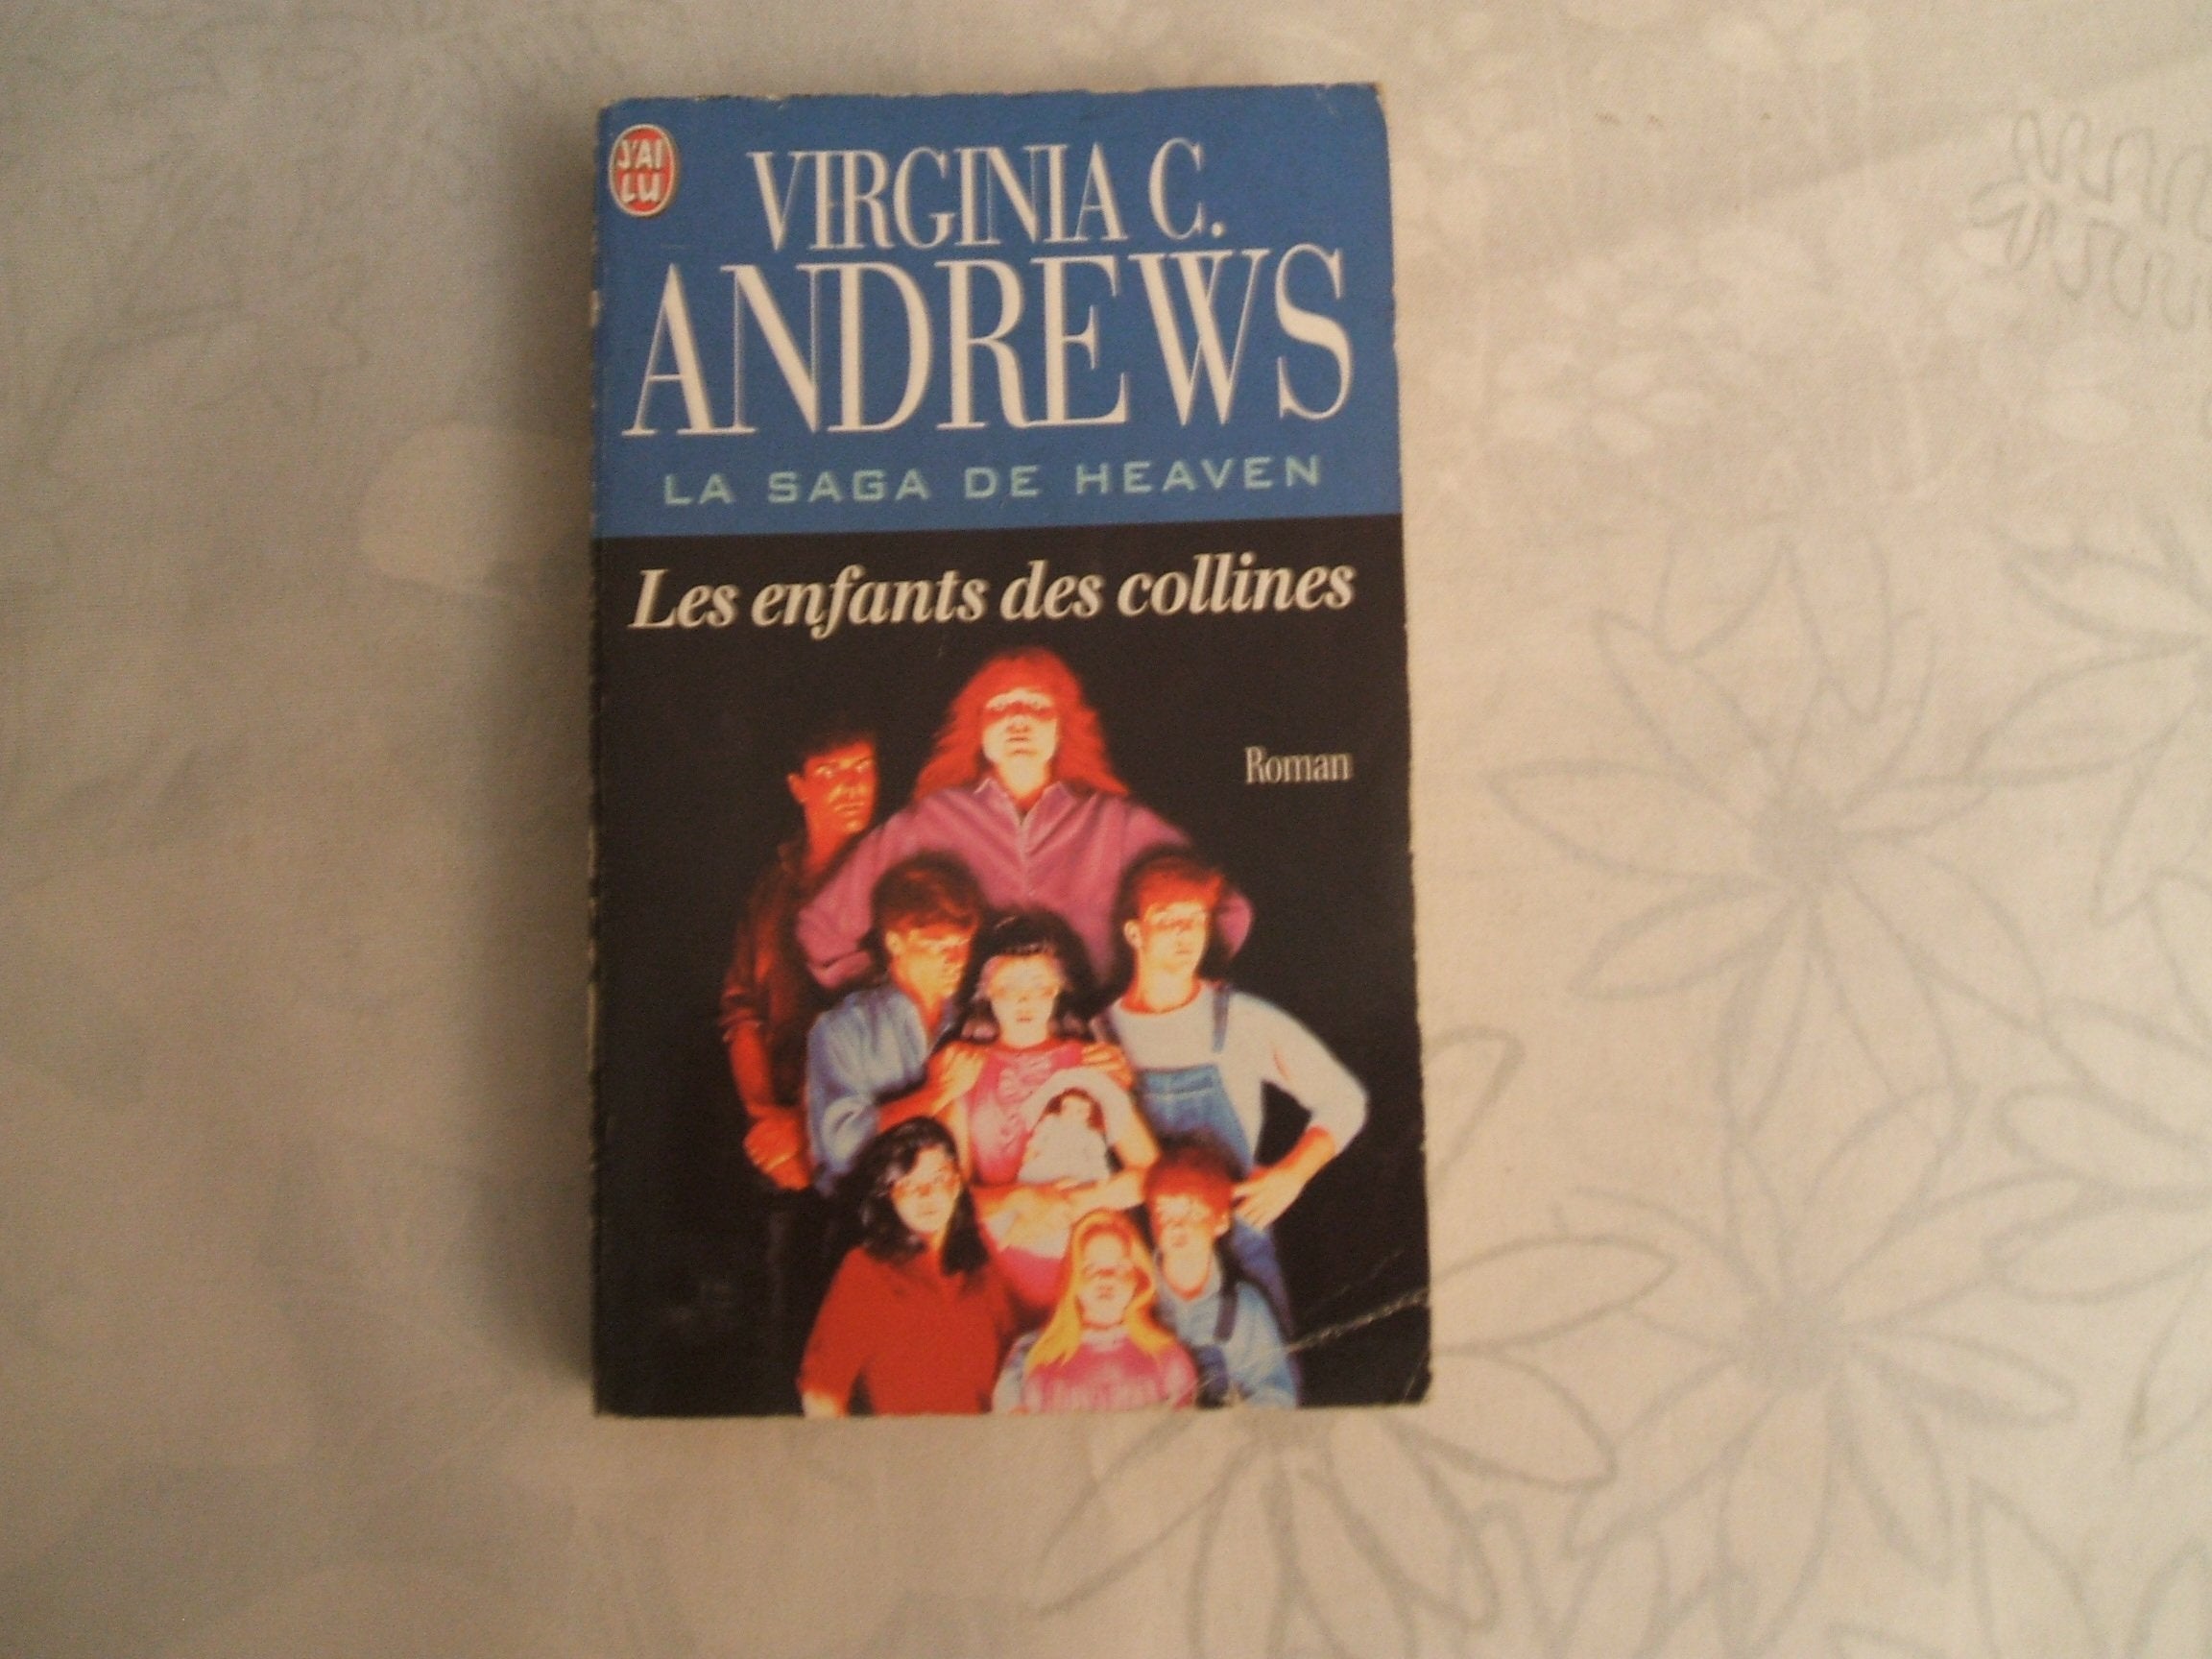 J'AI
LU
VIRGINIA C.
ANDREWS
LA SAGA DE HEAVEN
Les enfants des collines
Roman